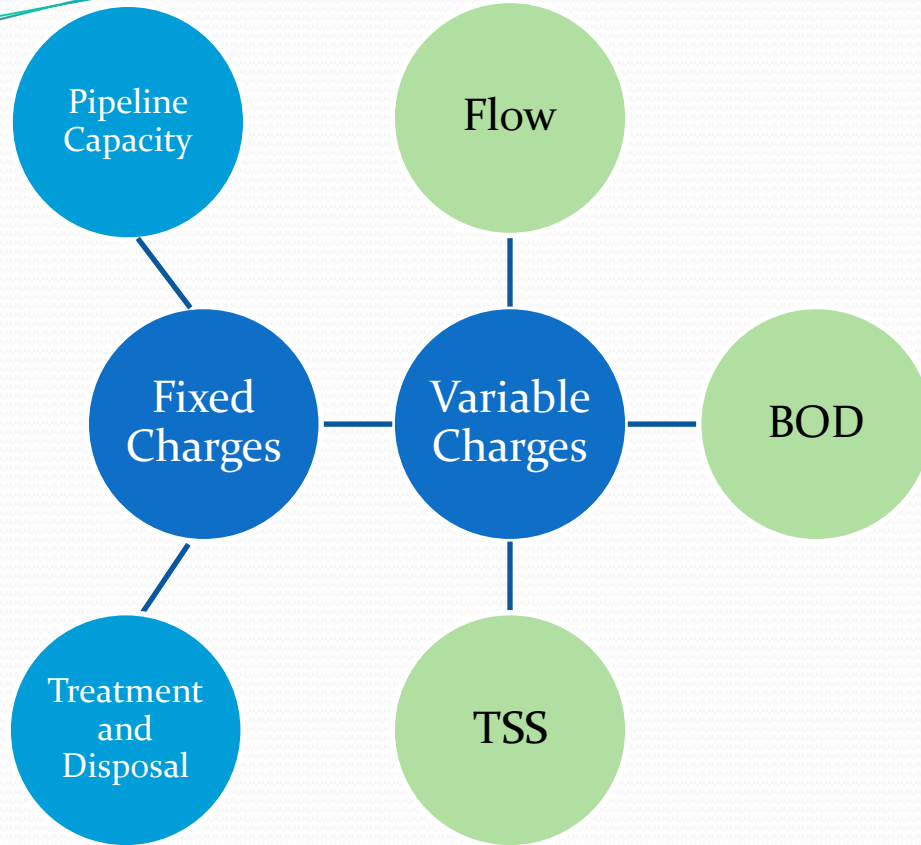 Pipeline
Capacity
Flow
Fixed
Charges
Variable
Charges
BOD
Treatment
and
Disposal
TSS